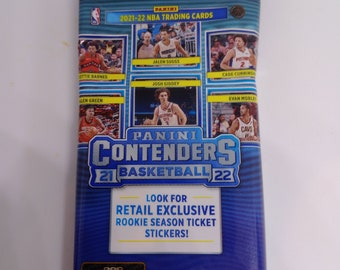 PANINI
2021-22 NBA TRADING CARDS
JALEN SUGGS
SCOTTIE BARNES
CADE CUNNINGHAM
JOSH GIDDEY
JALEN GREEN
EVAN MOBLEY
PANINI
CONTENDERS
21 BASKETBALL 22
LOOK FOR
RETAIL EXCLUSIVE
ROOKIE SEASON TICKET
STICKERS!